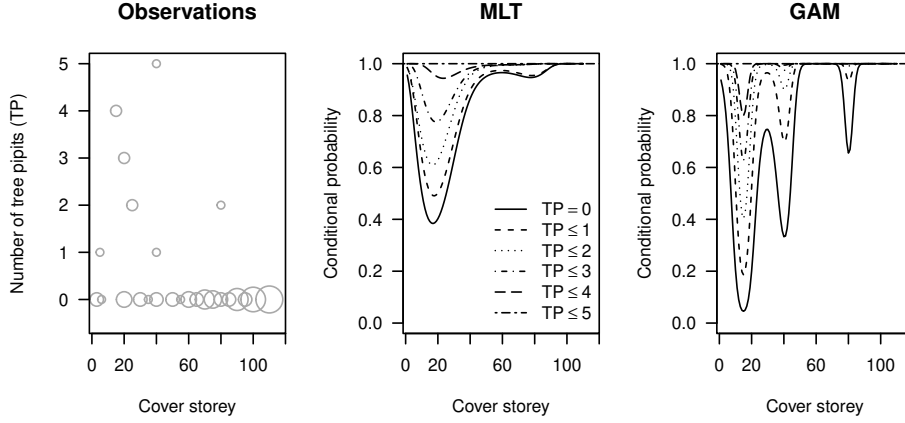 Observations
Number of tree pipits (TP)
5
4
3
2
1
0
0
20
60
100
Cover storey
MLT
Conditional probability
1.0
0.8
0.6
0.4
0.2
0.0
TP = 0
TP ≤ 1
TP ≤ 2
TP ≤ 3
TP ≤ 4
TP ≤ 5
0
20
60
100
Cover storey
GAM
Conditional probability
1.0
0.8
0.6
0.4
0.2
0.0
0
20
60
100
Cover storey